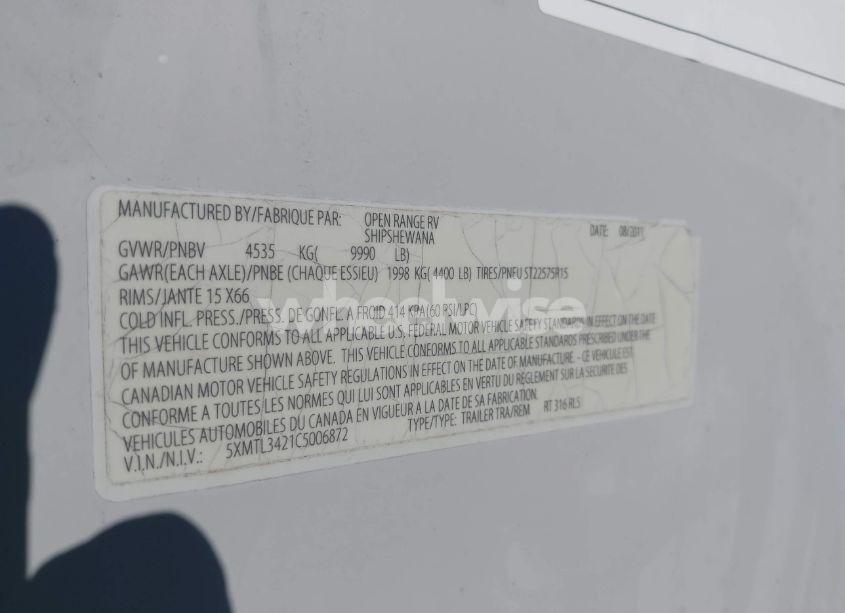 MANUFACTURED BY/FABRIQUE PAR: OPEN RANGE RV DATE: 08/2011
SHIPSHEWANA
GVWR/PNBV 4535 KG( 9990 LB)
GAWR(EACH AXLE)/PNBE (CHAQUE ESSIEU) 1998 KG( 4400 LB) TIRES/PNEU ST22575R15
RIMS/JANTE 15 X66
COLD INFL. PRESS./PRESS. DE GONFL. A FROID 414 KPA(60 PSI/LPC)
THIS VEHICLE CONFORMS TO ALL APPLICABLE U.S. FEDERAL MOTOR VEHICLE SAFETY STANDARDS IN EFFECT ON THE DATE
OF MANUFACTURE SHOWN ABOVE. THIS VEHICLE CONFORMS TO ALL APPLICABLE STANDARDS PRESCRIBED UNDER THE
CANADIAN MOTOR VEHICLE SAFETY REGULATIONS IN EFFECT ON THE DATE OF MANUFACTURE. - CE VEHICULE EST
CONFORME A TOUTES LES NORMES QUI LUI SONT APPLICABLES EN VERTU DU REGLEMENT SUR LA SECURITE DES
VEHICULES AUTOMOBILES DU CANADA EN VIGUEUR A LA DATE DE SA FABRICATION.
V.I.N./N.I.V.: 5XMTL3421C5006872 TYPE/TYPE: TRAILER TRA/REM RT 316 RLS
wheelwise